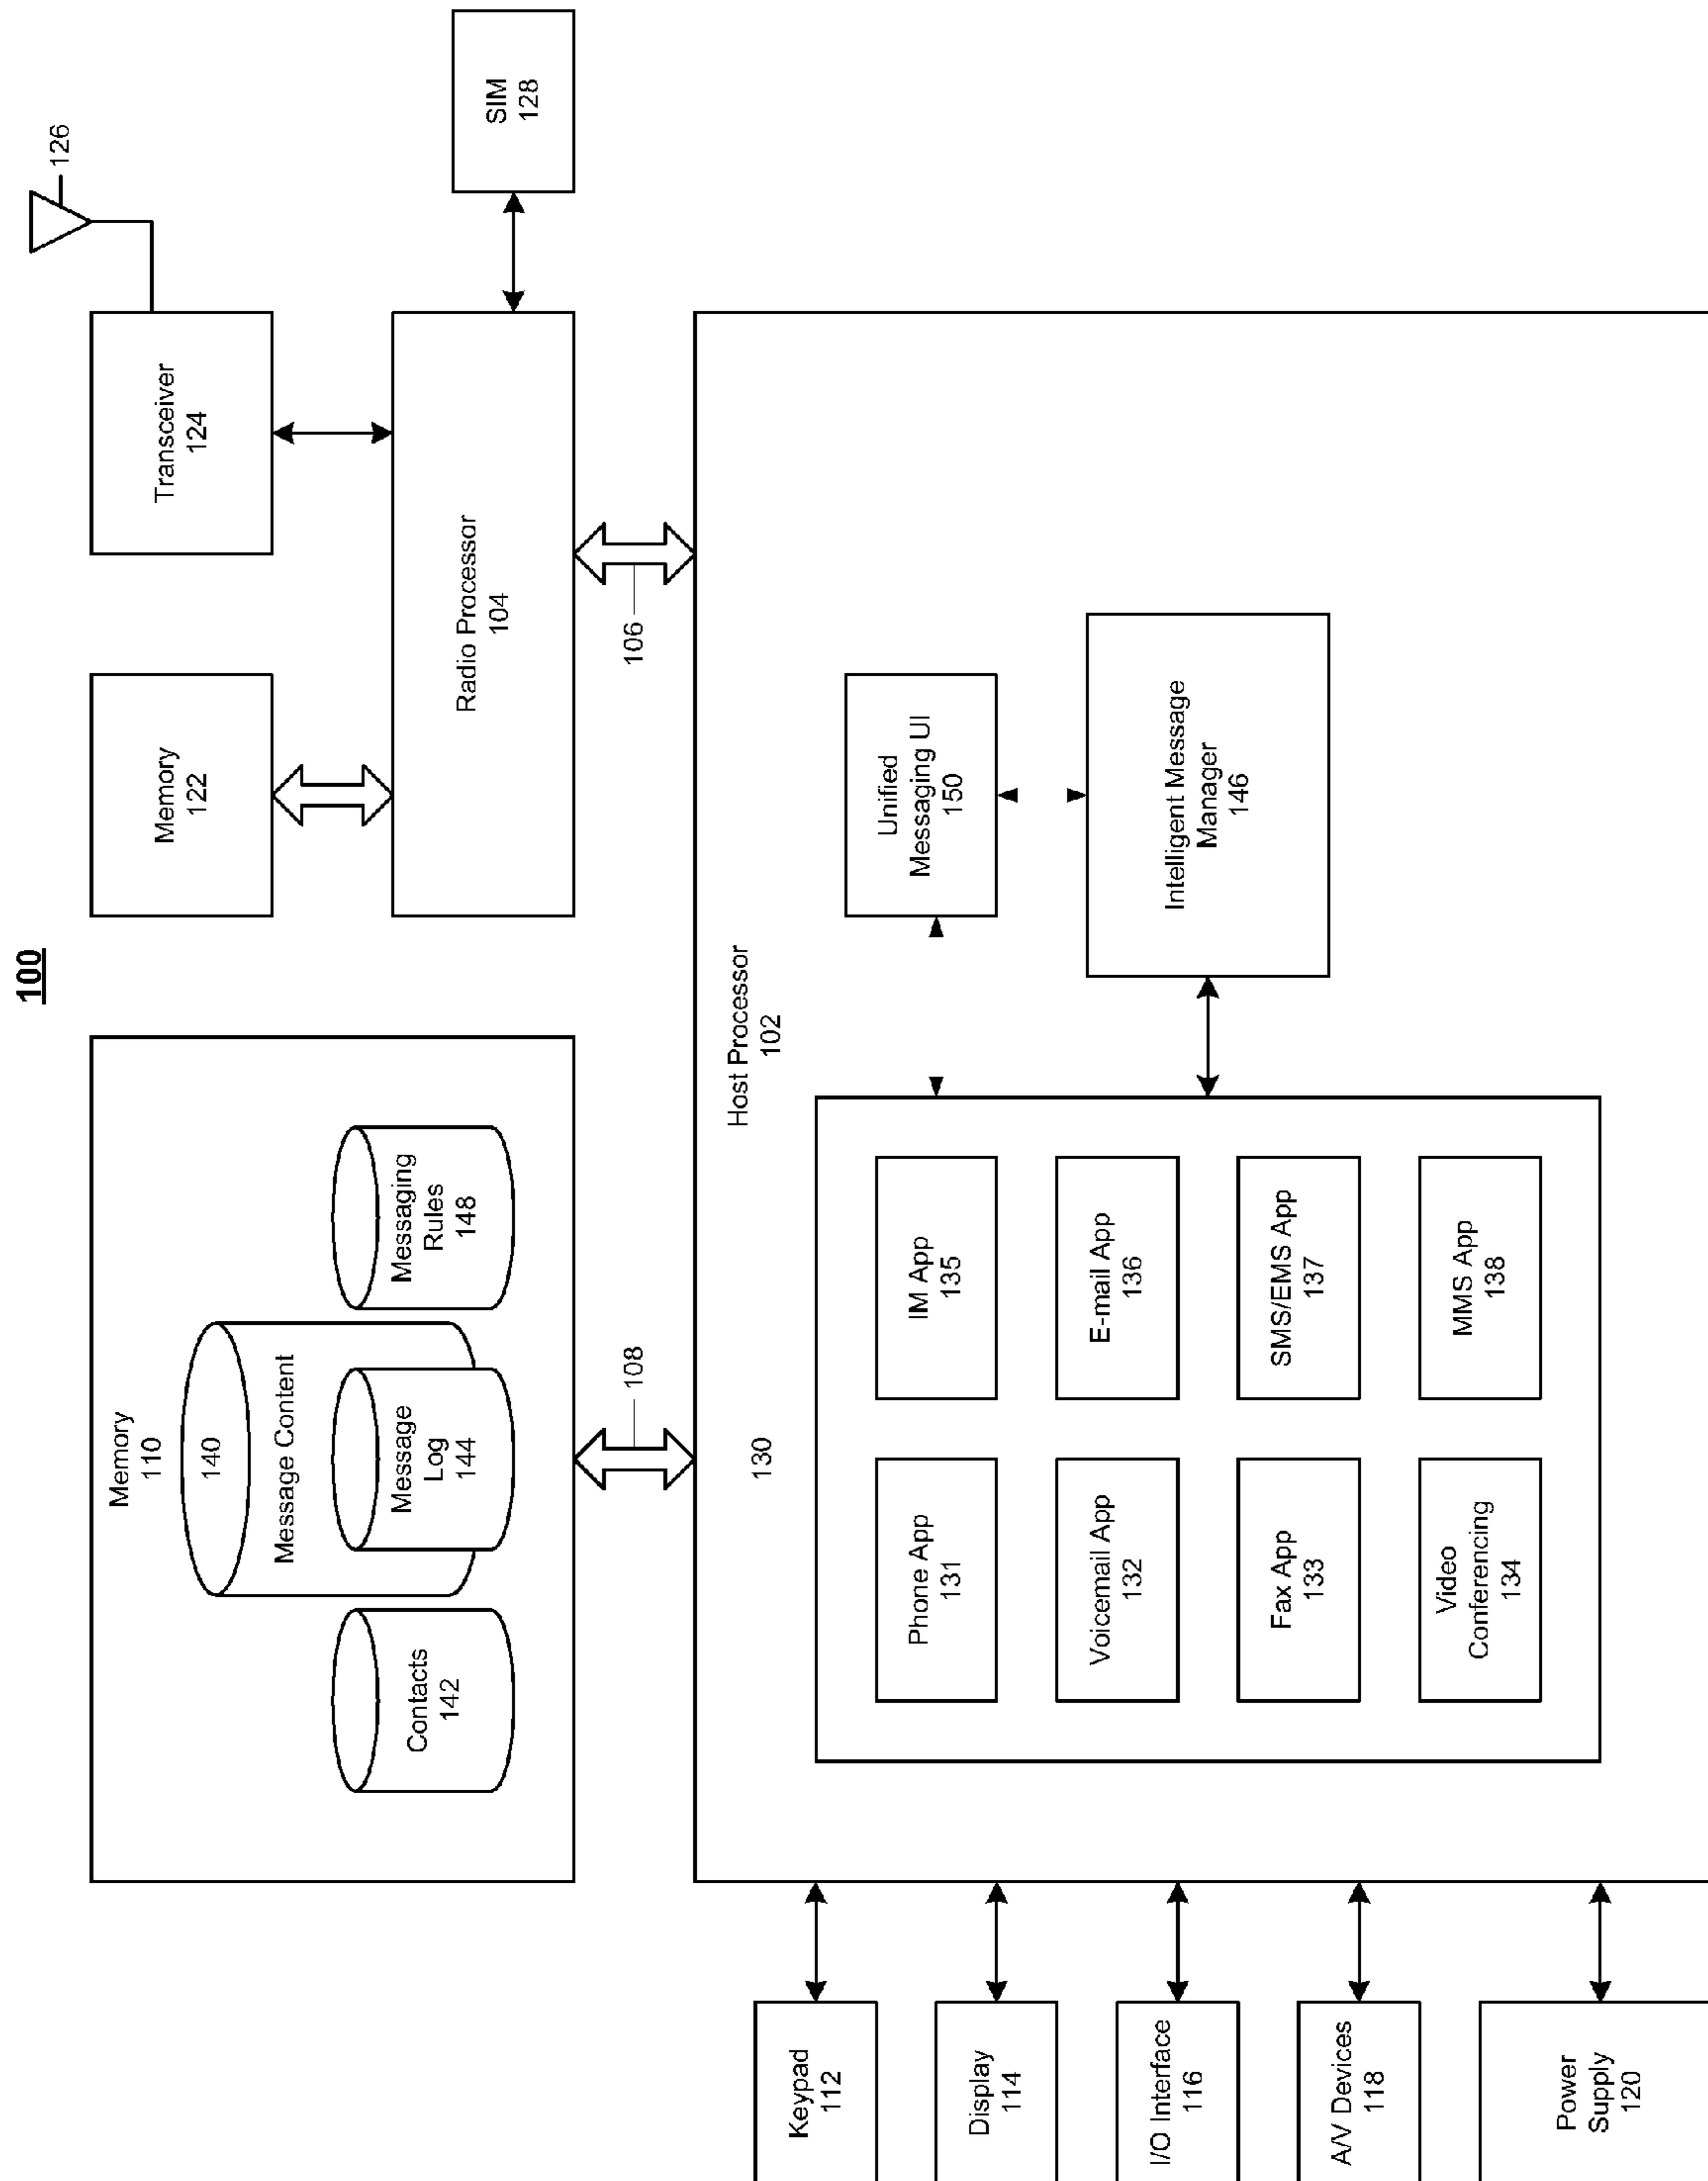 100
Memory
110
140
Message Content
Contacts
142
Message
Log
144
Messaging
Rules
148
Memory
122
Transceiver
124
126
Radio Processor
104
SIM
128
108
106
Host Processor
102
130
Phone App
131
IM App
135
Voicemail App
132
E-mail App
136
Fax App
133
SMS/EMS App
137
Video
Conferencing
134
MMS App
138
Unified
Messaging UI
150
Intelligent Message
Manager
146
Keypad
112
Display
114
I/O Interface
116
A/V Devices
118
Power
Supply
120